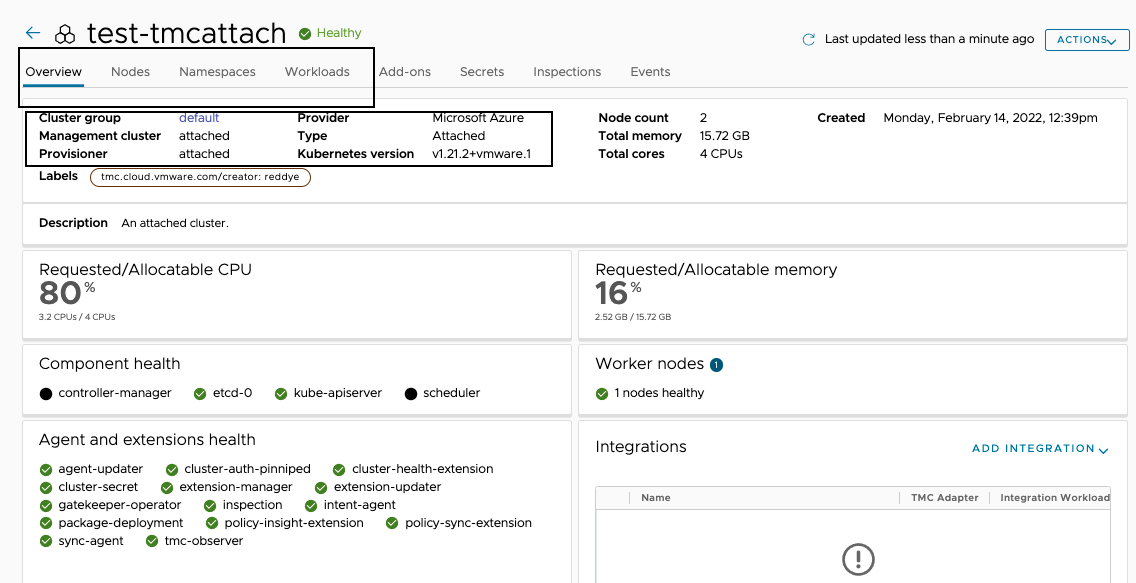 test-tmcattach Healthy
Last updated less than a minute ago ACTIONS
Overview Nodes Namespaces Workloads Add-ons Secrets Inspections Events
Cluster group default Provider Microsoft Azure Node count 2 Created Monday, February 14, 2022, 12:39pm
Management cluster attached Type Attached Total memory 15.72 GB
Provisioner attached Kubernetes version v1.21.2+vmware.1 Total cores 4 CPUs
Labels tmc.cloud.vmware.com/creator: reddye
Description An attached cluster.
Requested/Allocatable CPU
80%
3.2 CPUs / 4 CPUs
Requested/Allocatable memory
16%
2.52 GB / 15.72 GB
Component health
controller-manager etcd-0 kube-apiserver scheduler
Worker nodes 1
1 nodes healthy
Agent and extensions health
agent-updater cluster-auth-pinniped cluster-health-extension
cluster-secret extension-manager extension-updater
gatekeeper-operator inspection intent-agent
package-deployment policy-insight-extension policy-sync-extension
sync-agent tmc-observer
Integrations ADD INTEGRATION
Name TMC Adapter Integration Workload